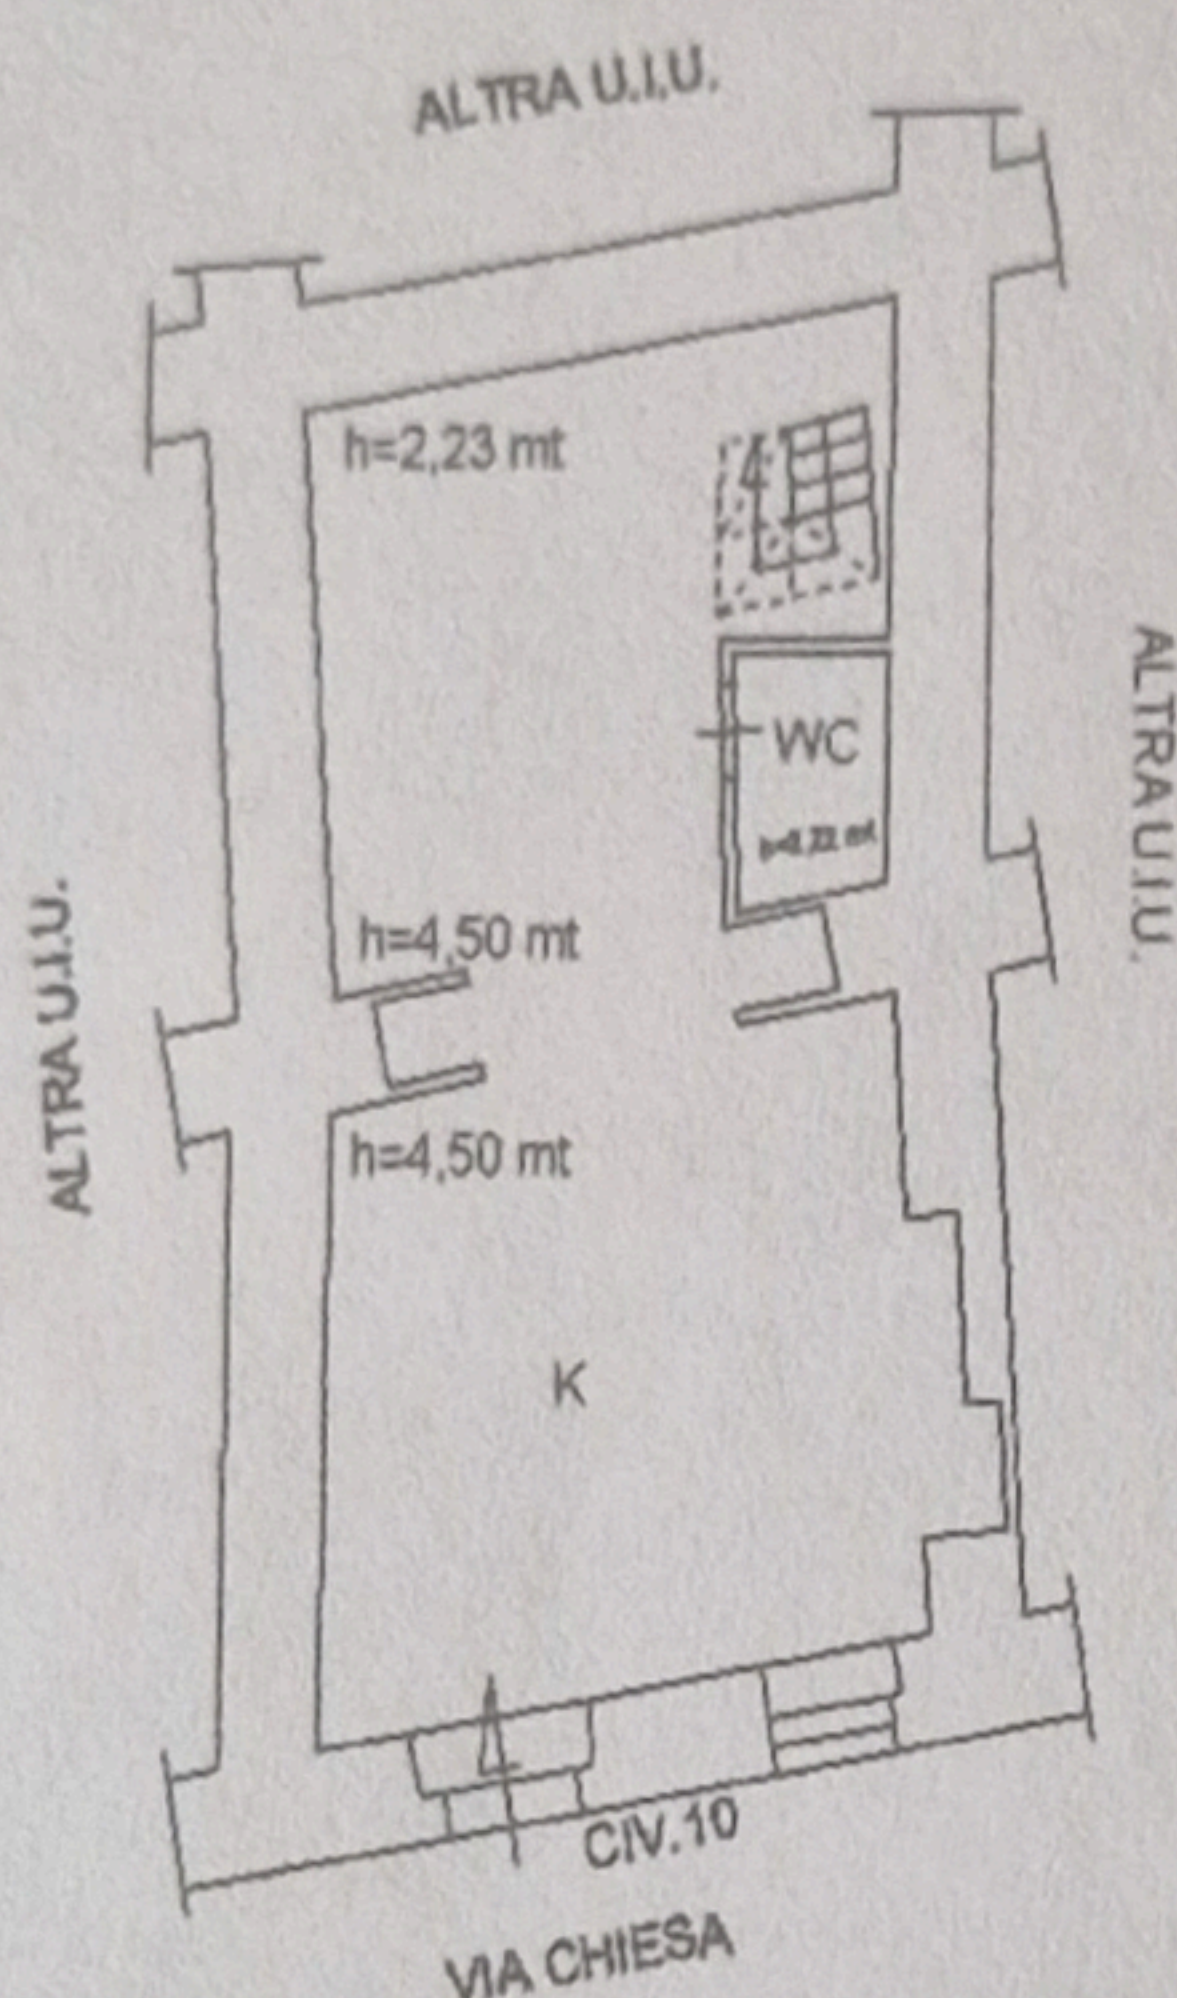 ALTRA U.I.U.
h=2,23 mt
WC
ALTRA U.I.U.
ALTRA U.I.U.
h=4,50 mt
h=4,50 mt
K
CIV.10
VIA CHIESA